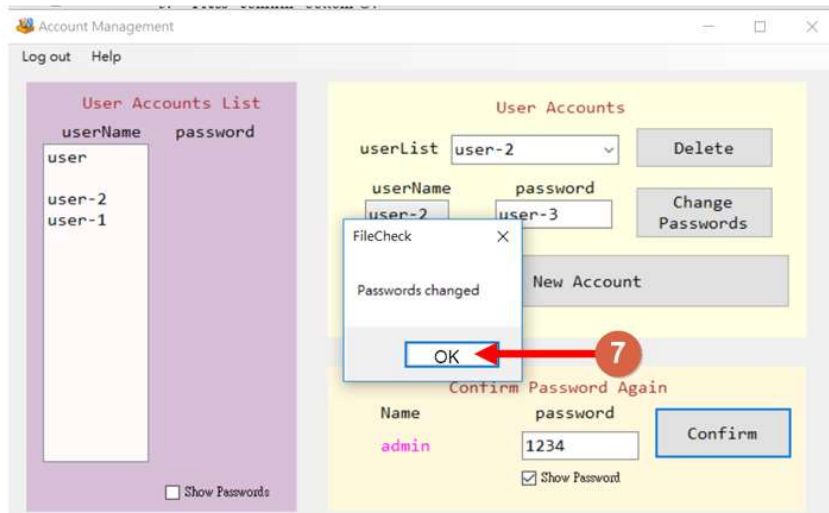 Account Management
Log out Help
User Accounts List
userName password
user
user-2
user-1
Show Passwords
User Accounts
userList user-2 Delete
userName password
user-2 user-3
Change
Passwords
New Account
FileCheck
Passwords changed
OK
7
Confirm Password Again
Name password
admin 1234
Confirm
Show Password